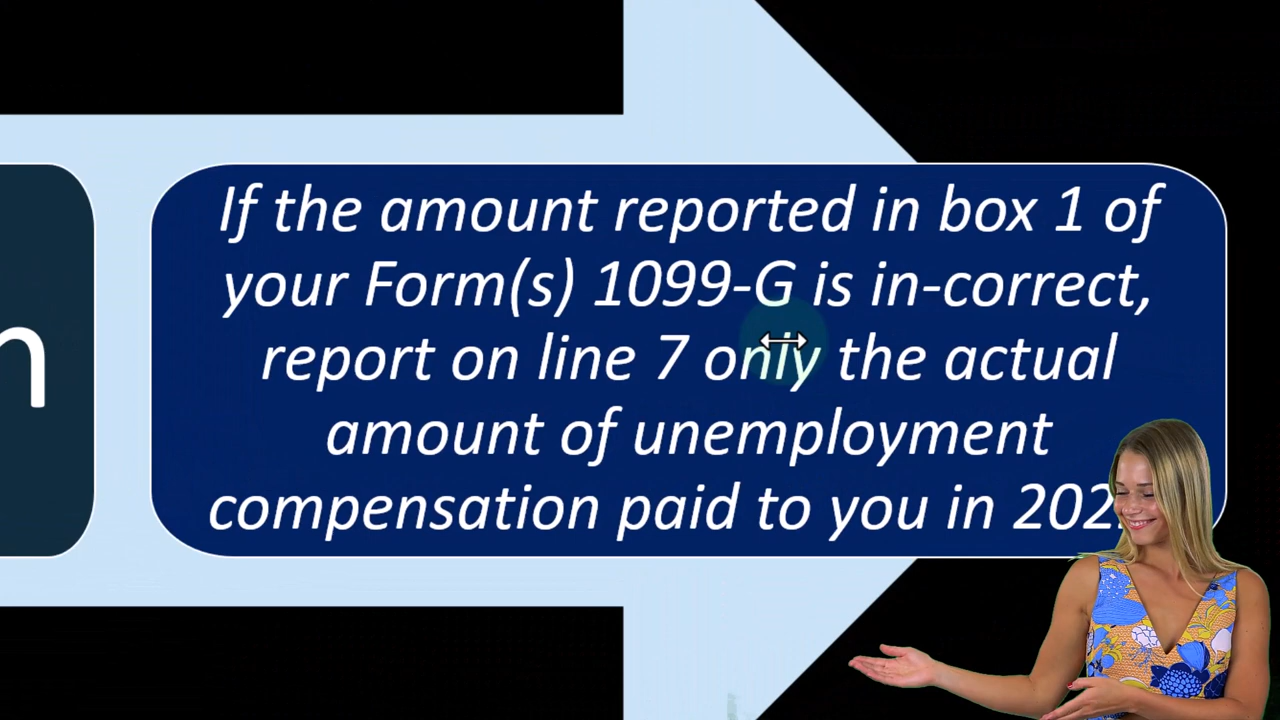 If the amount reported in box 1 of
your Form(s) 1099-G is in-correct,
report on line 7 only the actual
amount of unemployment
compensation paid to you in